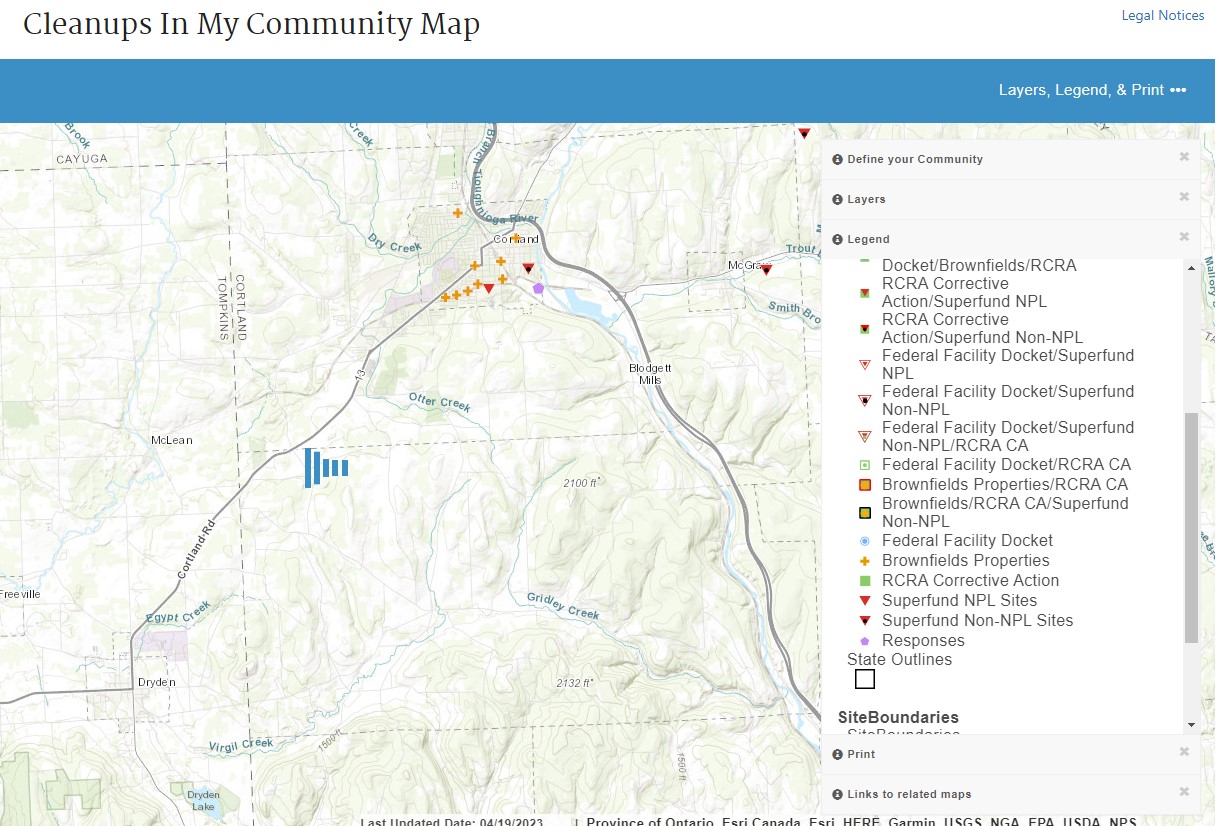 Cleanups In My Community Map
Legal Notices
Layers, Legend, & Print •••
Brook
CAYUGA
Creek
Branch Tioughnioga River
Dry Creek
Cortland
McGra
Trout
Smith Bro
Mallory
CORTLAND
TOMPKINS
13
Blodgett
Mills
Otter Creek
McLean
2100 ft
Cortland-Rd
Freeville
Egypt Creek
Gridley Creek
Dryden
2132 ft
Virgil Creek
1500 ft
1500 ft
Dryden
Lake
Define your Community
Layers
Legend
Docket/Brownfields/RCRA
RCRA Corrective
Action/Superfund NPL
RCRA Corrective
Action/Superfund Non-NPL
Federal Facility Docket/Superfund
NPL
Federal Facility Docket/Superfund
Non-NPL
Federal Facility Docket/Superfund
Non-NPL/RCRA CA
Federal Facility Docket/RCRA CA
Brownfields Properties/RCRA CA
Brownfields/RCRA CA/Superfund
Non-NPL
Federal Facility Docket
Brownfields Properties
RCRA Corrective Action
Superfund NPL Sites
Superfund Non-NPL Sites
Responses
State Outlines
SiteBoundaries
SiteBoundaries
Print
Links to related maps
Last Updated Date: 04/19/2023
Province of Ontario, Esri Canada, Esri, HERE, Garmin, USGS, NGA, EPA, USDA, NPS